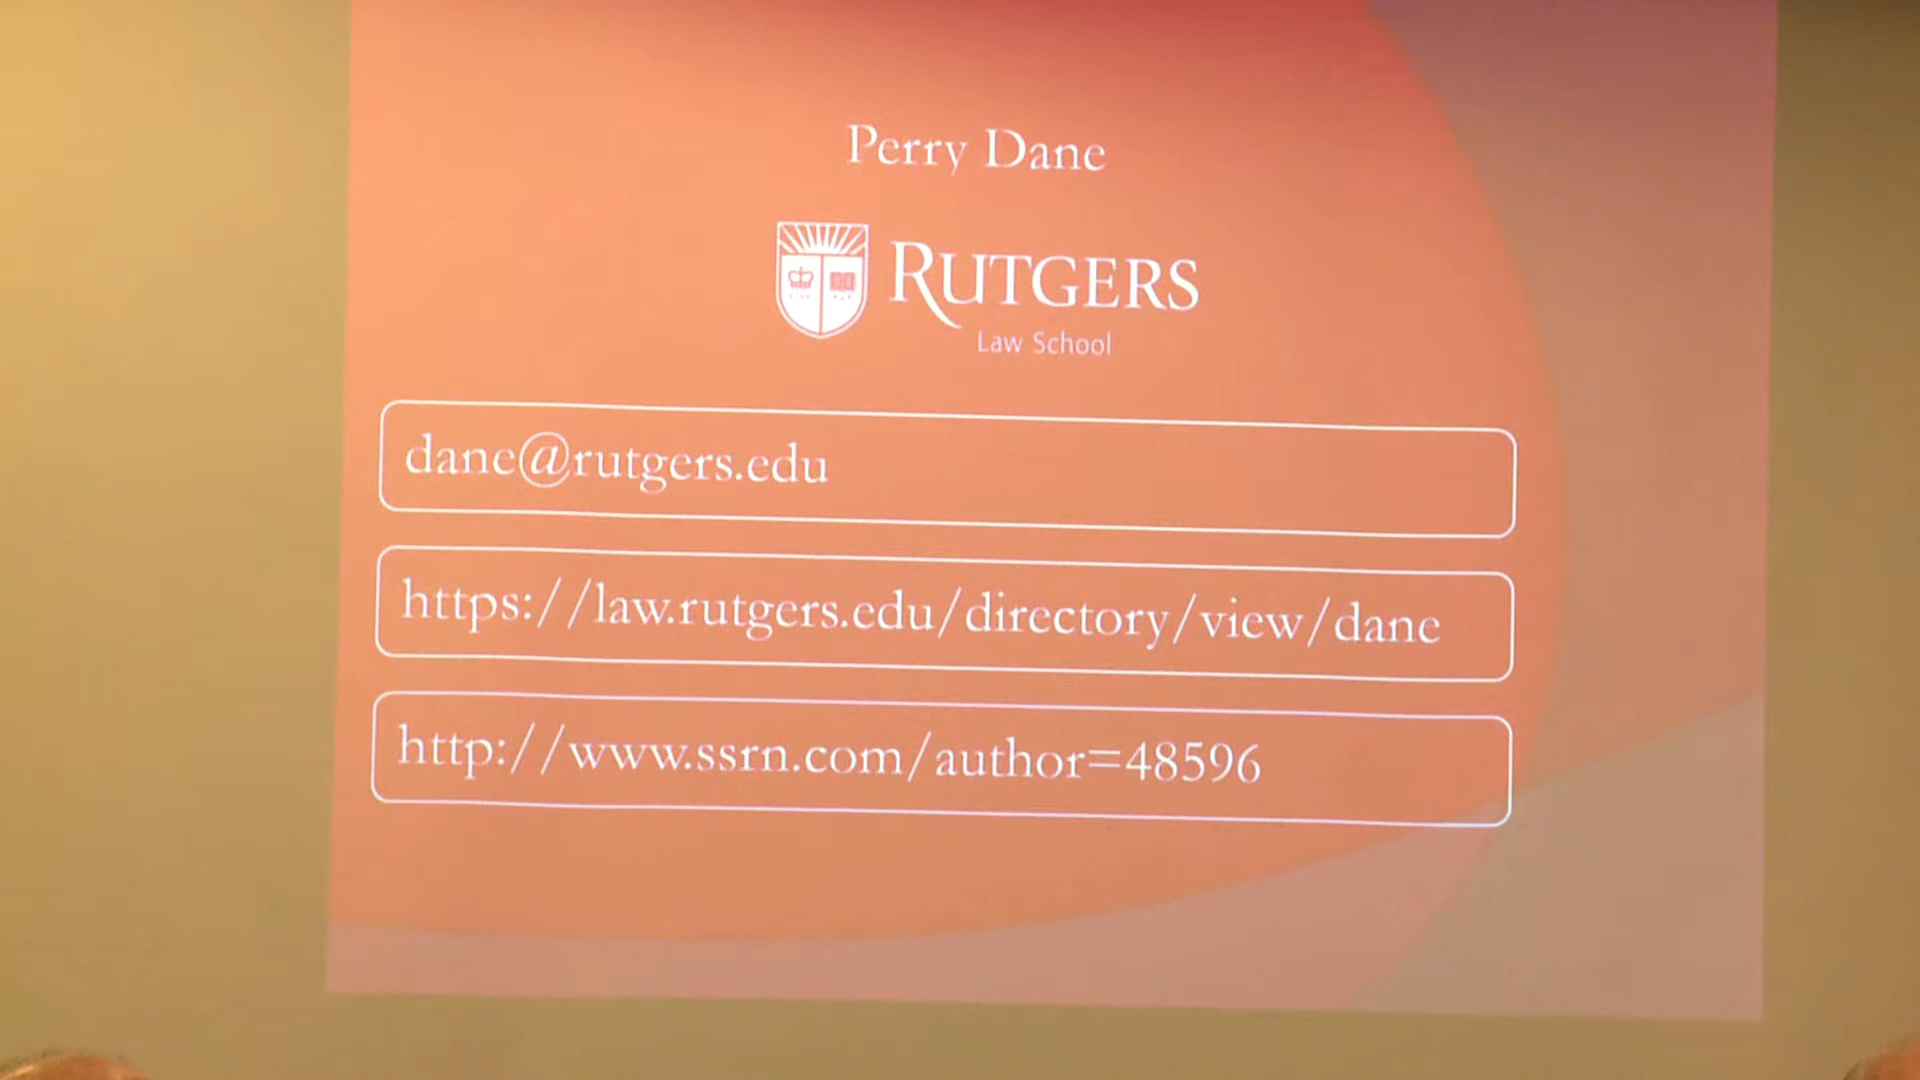 Perry Dane
RUTGERS
Law School
dane@rutgers.edu
https://law.rutgers.edu/directory/view/dane
http://www.ssrn.com/author=48596